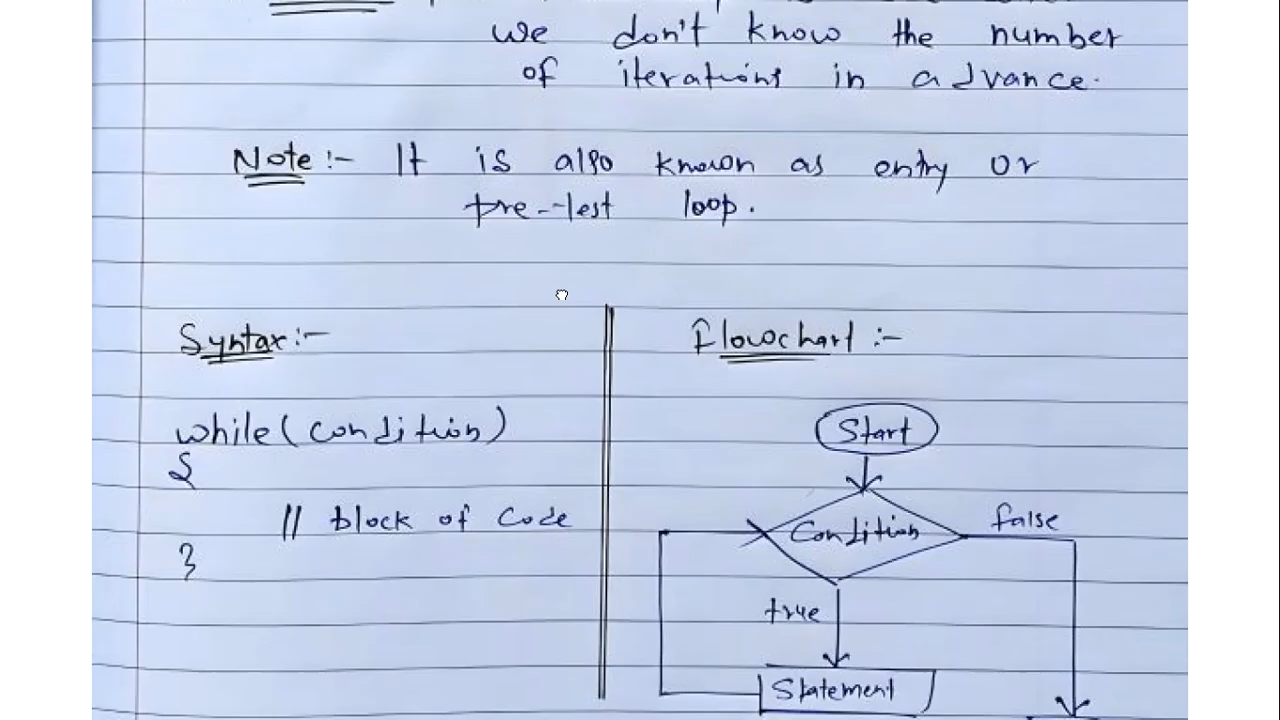 we don't know the number
of iterations in advance.
Note :- It is also known as entry or
pre-test loop.
Syntax:-
while(condition)
{
// block of code
}
Flowchart :-
Start
Condition
false
true
Statement